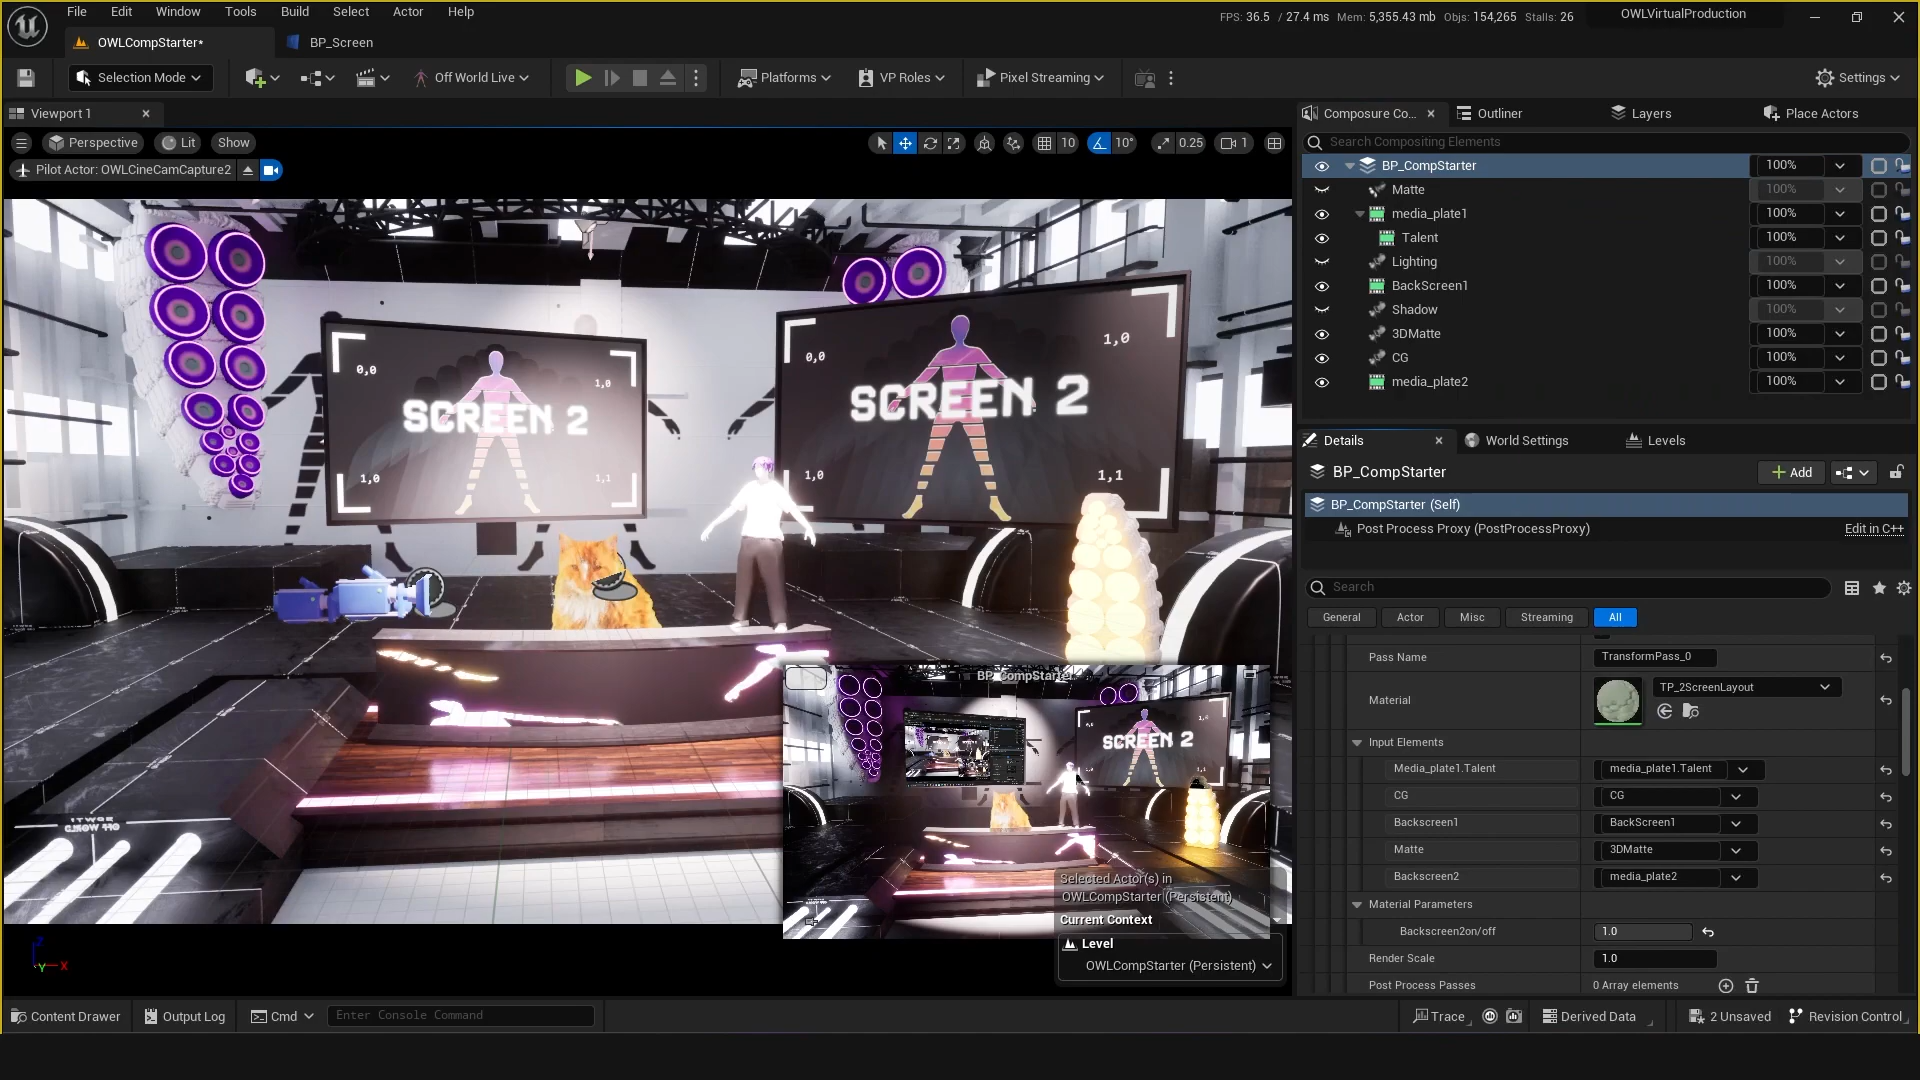 File Edit Window Tools Build Select Actor Help
FPS: 36.5 / 27.4 ms Mem: 5,355.43 mb Objs: 154,265 Stalls: 26
OWLVirtualProduction
OWLCompStarter*
BP_Screen
Selection Mode
Off World Live
Platforms
VP Roles
Pixel Streaming
Settings
Viewport 1
Perspective
Lit
Show
10
10°
0.25
1
Pilot Actor: OWLCineCamCapture2
0,0
1,0
SCREEN 2
1,0
1,1
0,0
1,0
SCREEN 2
1,0
1,1
BP_CompStarter
SCREEN 2
Selected Actor(s) in
OWLCompStarter (Persistent)
Current Context
Level
OWLCompStarter (Persistent)
Z
Y
X
Composure Co...
Outliner
Layers
Place Actors
Search Compositing Elements
BP_CompStarter 100%
Matte 100%
media_plate1 100%
Talent 100%
Lighting 100%
BackScreen1 100%
Shadow 100%
3DMatte 100%
CG 100%
media_plate2 100%
Details
World Settings
Levels
BP_CompStarter
Add
BP_CompStarter (Self)
Post Process Proxy (PostProcessProxy)
Edit in C++
Search
General Actor Misc Streaming All
Pass Name TransformPass_0
Material TP_2ScreenLayout
Input Elements
Media_plate1.Talent media_plate1.Talent
CG CG
Backscreen1 BackScreen1
Matte 3DMatte
Backscreen2 media_plate2
Material Parameters
Backscreen2on/off 1.0
Render Scale 1.0
Post Process Passes 0 Array elements
Content Drawer
Output Log
Cmd
Enter Console Command
Trace
Derived Data
2 Unsaved
Revision Control